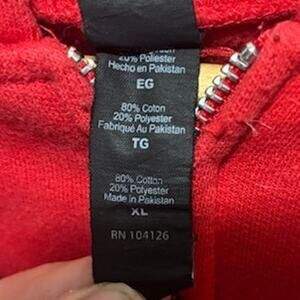 20% Poliester
Hecho en Pakistan
EG
80% Coton
20% Polyester
Fabriqué Au Pakistan
TG
80% Cotton
20% Polyester
Made in Pakistan
XL
RN 104126